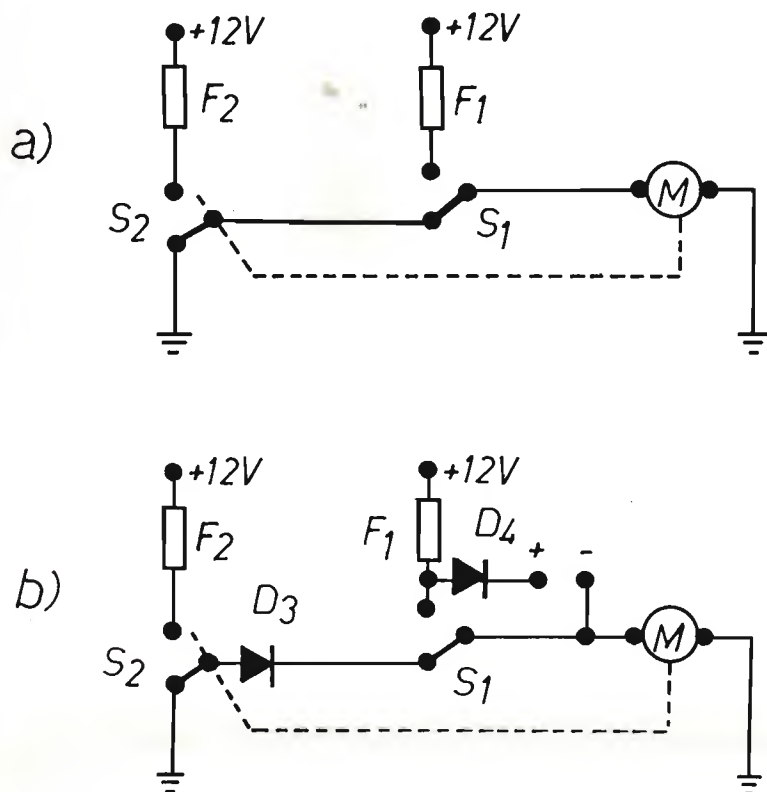 a)
+12V +12V
F2 F1
S2 S1 M
b)
+12V +12V
F2 F1 D4 + -
D3
S2 S1 M